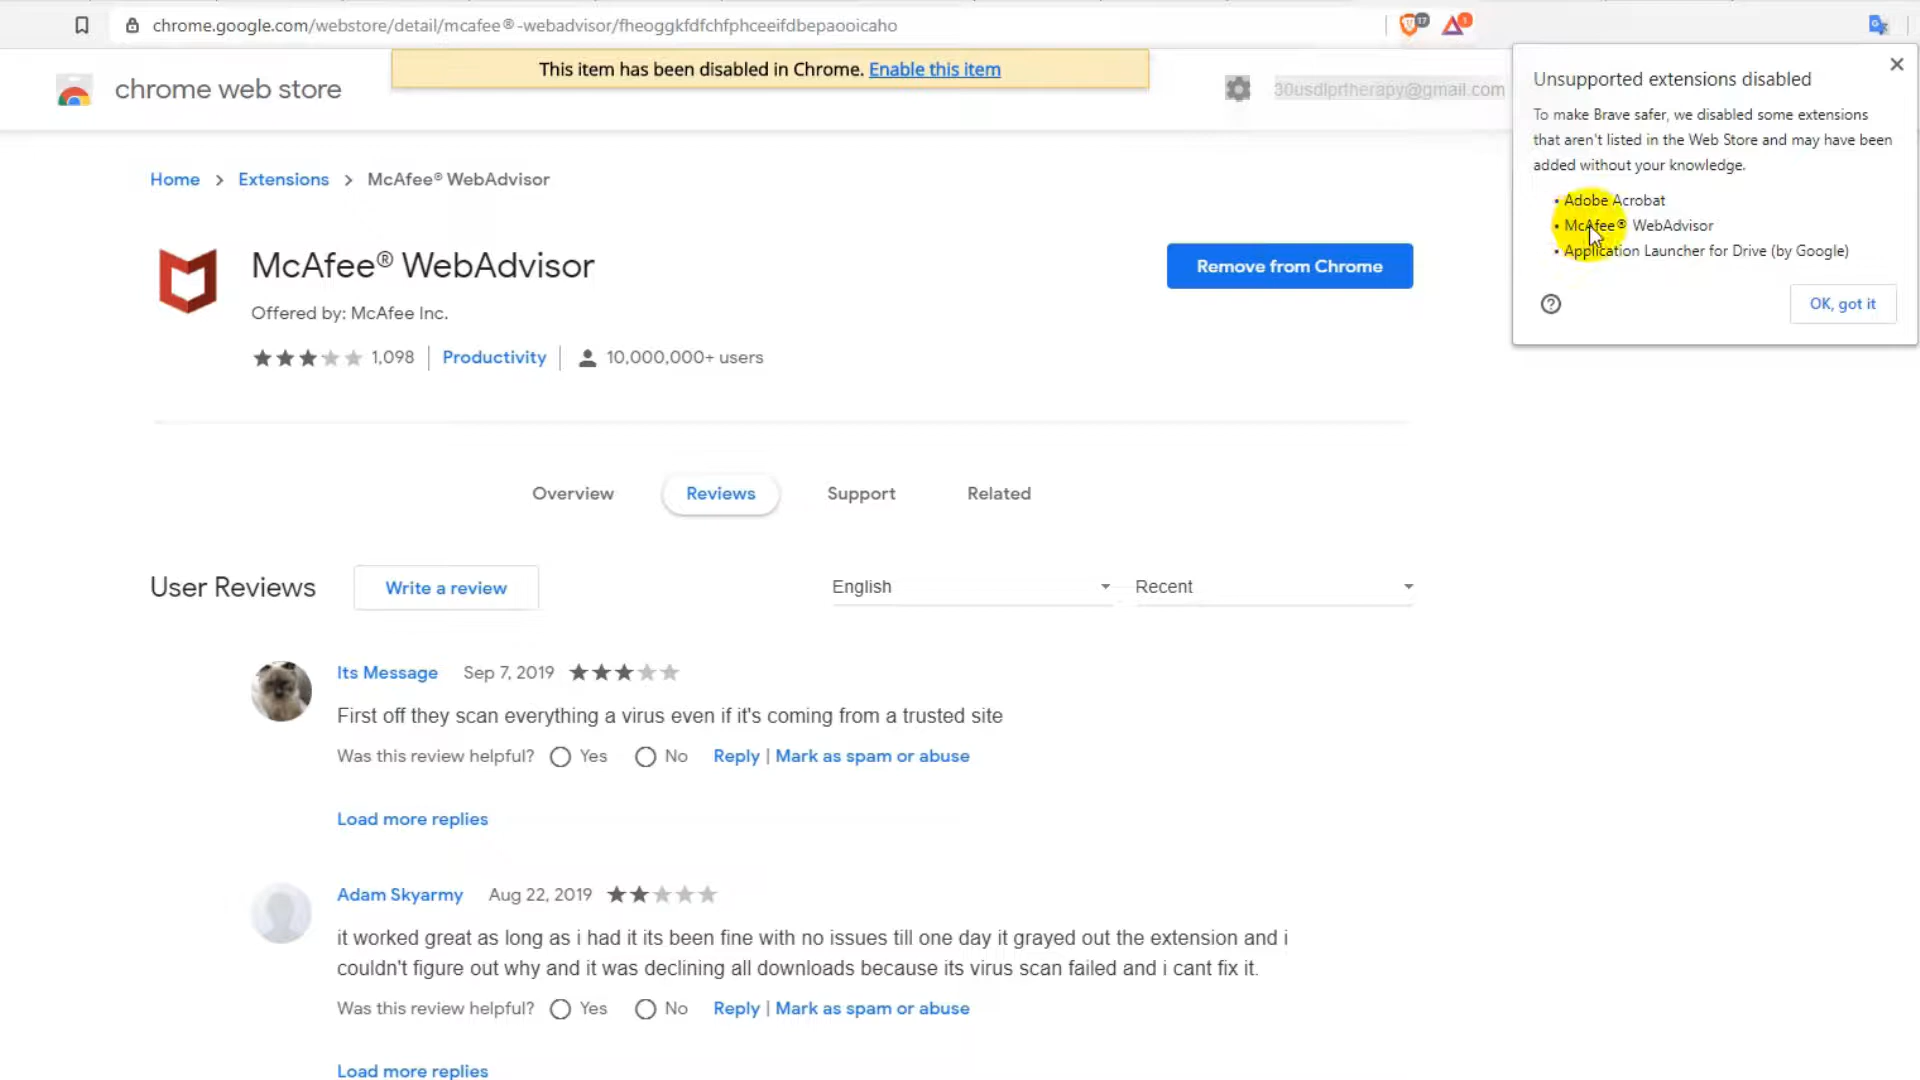 chrome.google.com/webstore/detail/mcafee®-webadvisor/fheoggkfdfchfphceeifdbepaooicaho
17
1
This item has been disabled in Chrome. Enable this item
chrome web store
30usdlprtherapy@gmail.com
Unsupported extensions disabled
To make Brave safer, we disabled some extensions
that aren't listed in the Web Store and may have been
added without your knowledge.
• Adobe Acrobat
• McAfee® WebAdvisor
• Application Launcher for Drive (by Google)
OK, got it
Home > Extensions > McAfee® WebAdvisor
McAfee® WebAdvisor
Remove from Chrome
Offered by: McAfee Inc.
1,098 | Productivity | 10,000,000+ users
Overview Reviews Support Related
User Reviews Write a review English Recent
Its Message Sep 7, 2019
First off they scan everything a virus even if it's coming from a trusted site
Was this review helpful? Yes No Reply | Mark as spam or abuse
Load more replies
Adam Skyarmy Aug 22, 2019
it worked great as long as i had it its been fine with no issues till one day it grayed out the extension and i
couldn't figure out why and it was declining all downloads because its virus scan failed and i cant fix it.
Was this review helpful? Yes No Reply | Mark as spam or abuse
Load more replies